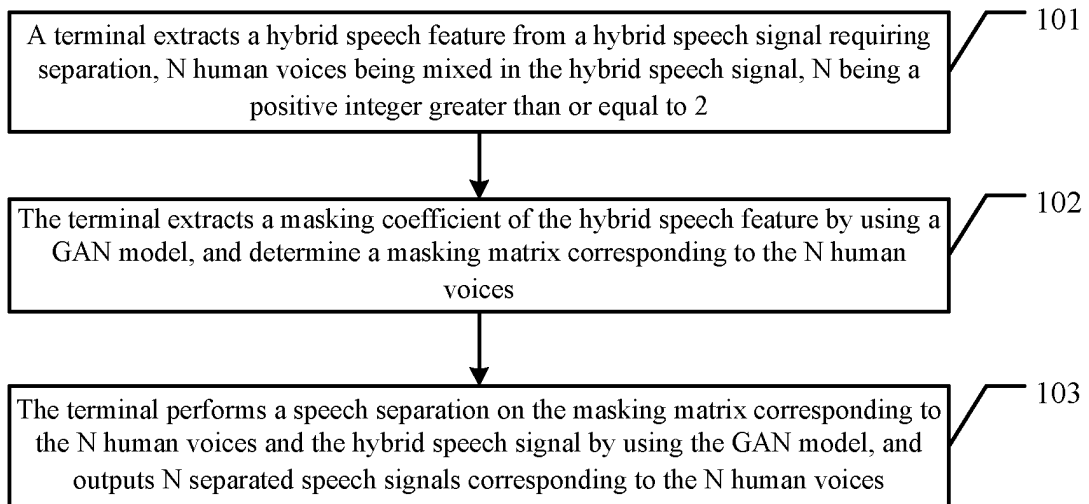 A terminal extracts a hybrid speech feature from a hybrid speech signal requiring
separation, N human voices being mixed in the hybrid speech signal, N being a
positive integer greater than or equal to 2
101
The terminal extracts a masking coefficient of the hybrid speech feature by using a
GAN model, and determine a masking matrix corresponding to the N human
voices
102
The terminal performs a speech separation on the masking matrix corresponding to
the N human voices and the hybrid speech signal by using the GAN model, and
outputs N separated speech signals corresponding to the N human voices
103